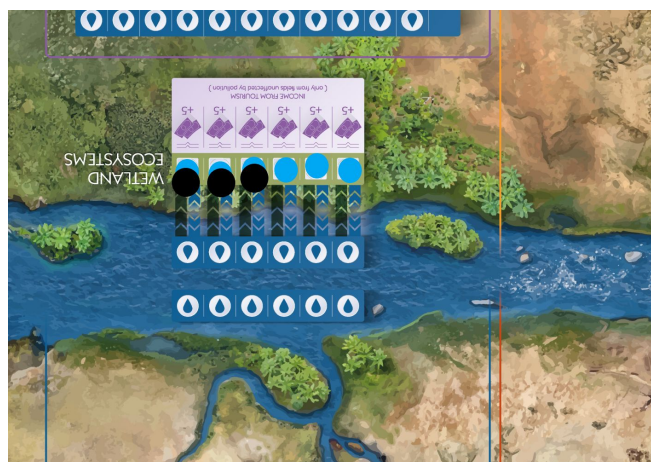 WETLAND
ECOSYSTEMS
+5 +5 +5 +5 +5 +5
INCOME FROM TOURISM
( only from fields unaffected by pollution )